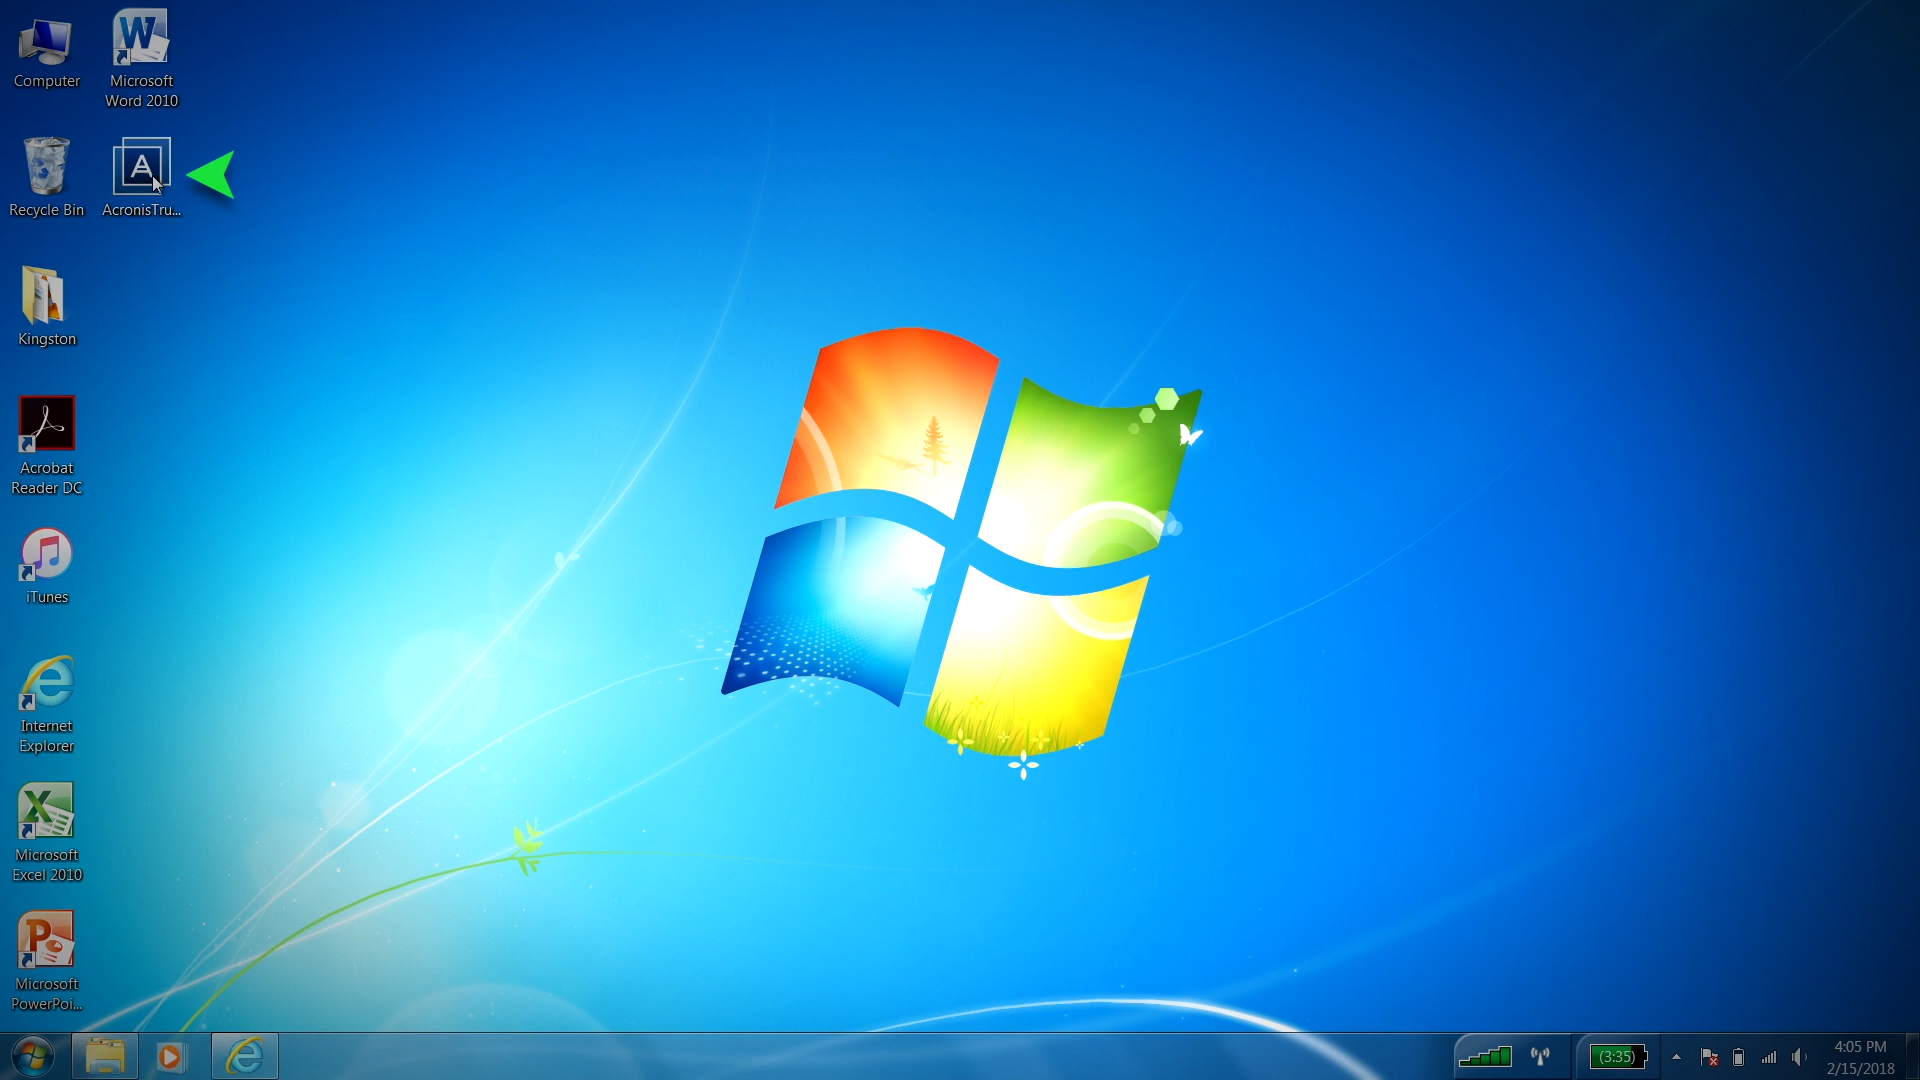 Computer
Microsoft
Word 2010
Recycle Bin
AcronisTru...
Kingston
Acrobat
Reader DC
iTunes
Internet
Explorer
Microsoft
Excel 2010
Microsoft
PowerPoi...
(3:35)
4:05 PM
2/15/2018